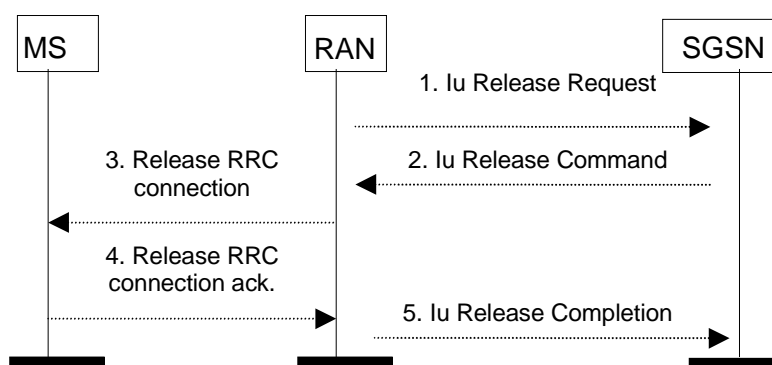 MS
RAN
SGSN
1. Iu Release Request
2. Iu Release Command
3. Release RRC
connection
4. Release RRC
connection ack.
5. Iu Release Completion